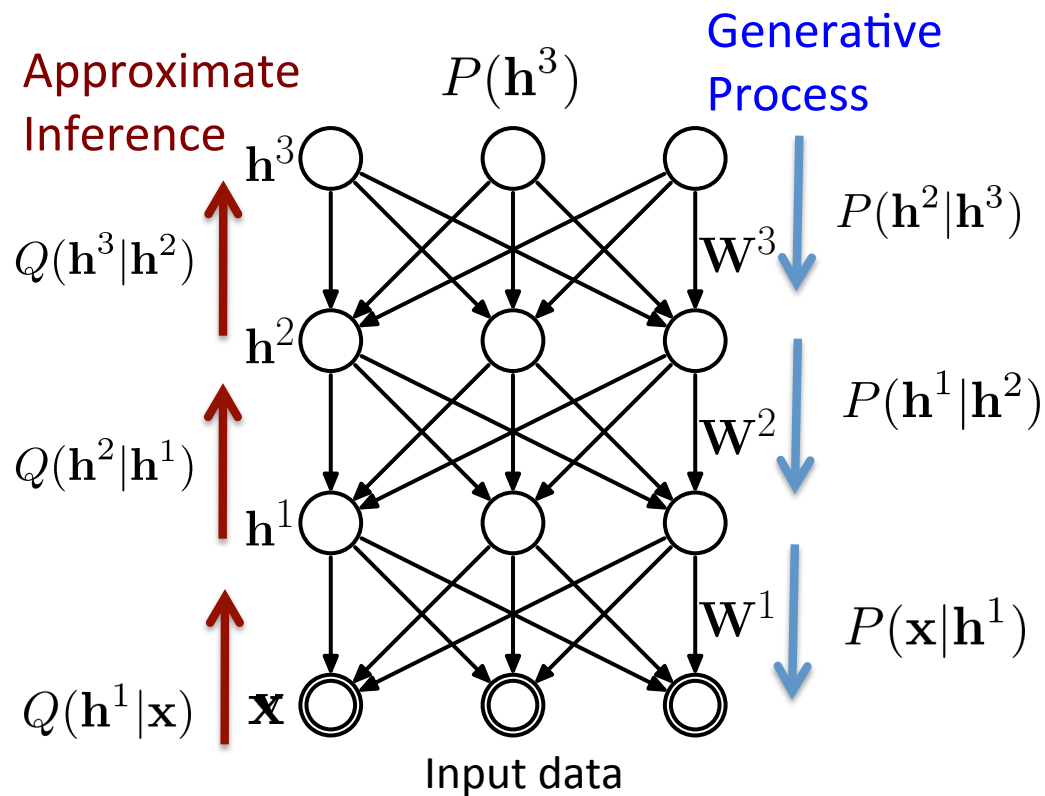 Approximate
Inference
P(h³)
Generative
Process
h³
P(h²|h³)
Q(h³|h²)
W³
h²
P(h¹|h²)
Q(h²|h¹)
W²
h¹
W¹
P(x|h¹)
Q(h¹|x)
x
Input data